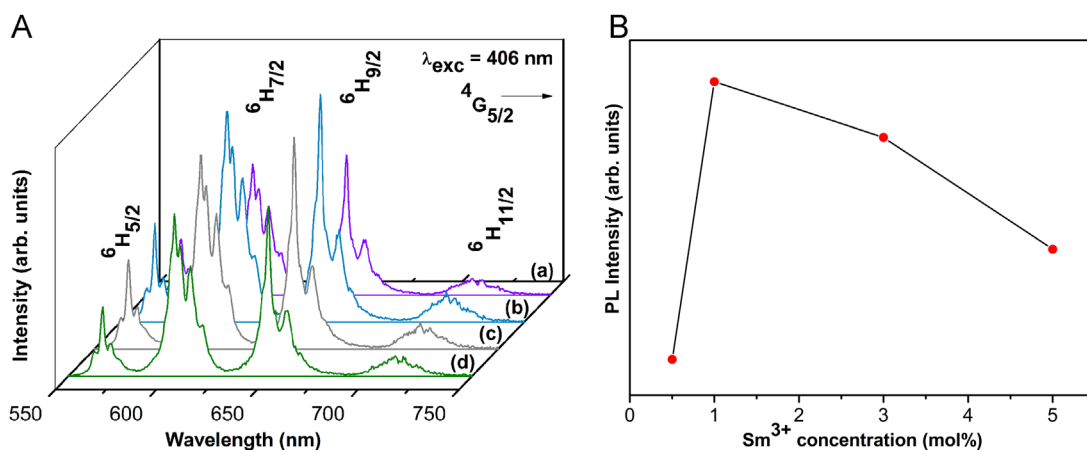 A
λexc = 406 nm
⁴G5/2
⁶H5/2
⁶H7/2
⁶H9/2
⁶H11/2
(a)
(b)
(c)
(d)
Intensity (arb. units)
550 600 650 700 750
Wavelength (nm)
B
PL Intensity (arb. units)
0 1 2 3 4 5
Sm³⁺ concentration (mol%)